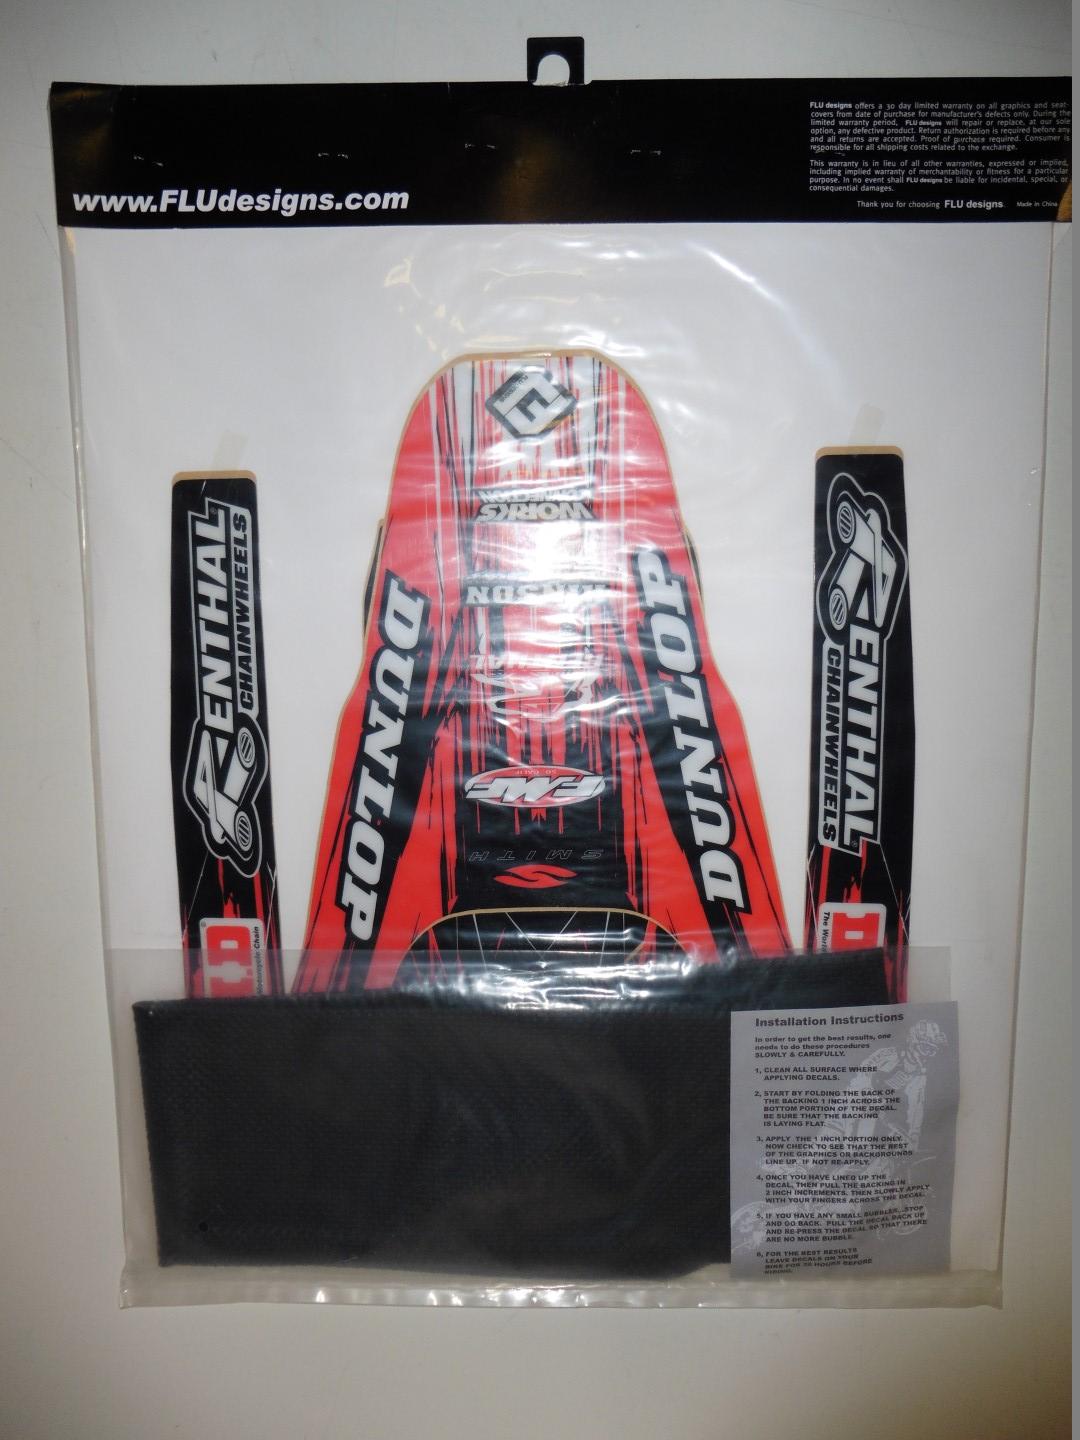 FLU designs offers a 30 day limited warranty on all graphics and seat-
covers from date of purchase for manufacturer's defects only. During the
limited warranty period, FLU designs will repair or replace, at our sole
option, any defective product. Return authorization is required before any
and all returns are accepted. Proof of purchase required. Consumer is
responsible for all shipping costs related to the exchange.
This warranty is in lieu of all other warranties, expressed or implied,
including implied warranty of merchantability or fitness for a particular
purpose. In no event shall FLU designs be liable for incidental, special, or
consequential damages.
Thank you for choosing FLU designs. Made in China
www.FLUdesigns.com
WORKS
CONNECTION
DUNLOP
DUNLOP
RENTHAL
CHAINWHEELS
RENTHAL
CHAINWHEELS
FMF
SO CALIF
SMITH
I.D
Motorcycle Chain
The World
Installation Instructions
In order to get the best results, one
needs to do these procedures
SLOWLY & CAREFULLY.
1, CLEAN ALL SURFACE WHERE
APPLYING DECALS.
2, START BY FOLDING THE BACK OF
THE BACKING 1 INCH ACROSS THE
BOTTOM PORTION OF THE DECAL.
BE SURE THAT THE BACKING
IS LAYING FLAT.
3, APPLY THE 1 INCH PORTION ONLY.
NOW CHECK TO SEE THAT THE REST
OF THE GRAPHICS OR BACKGROUNDS
LINE UP. IF NOT RE-APPLY.
4, ONCE YOU HAVE LINED UP THE
DECAL, THEN PULL THE BACKING IN
2 INCH INCREMENTS. THEN SLOWLY APPLY
WITH YOUR FINGERS ACROSS THE DECAL.
5, IF YOU HAVE ANY SMALL BUBBLES...STOP
AND GO BACK. PULL THE DECAL BACK UP
AND RE-PRESS THE DECAL SO THAT THERE
ARE NO MORE BUBBLE.
6, FOR THE BEST RESULTS
LEAVE DECALS ON YOUR
BIKE FOR HOURS BEFORE
RIDING.